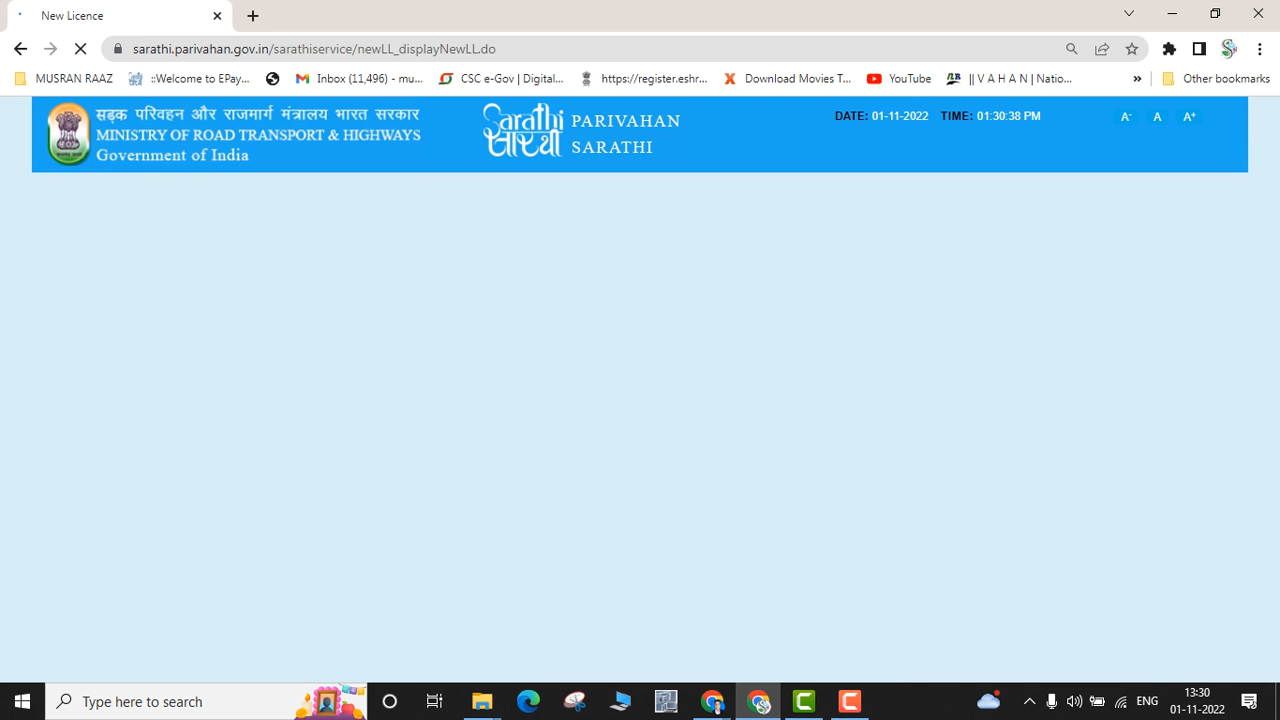 New Licence
sarathi.parivahan.gov.in/sarathiservice/newLL_displayNewLL.do
MUSRAN RAAZ
::Welcome to EPay...
Inbox (11,496) - mu...
CSC e-Gov | Digital...
https://register.eshr...
Download Movies T...
YouTube
|| V A H A N | Natio...
»
Other bookmarks
सड़क परिवहन और राजमार्ग मंत्रालय भारत सरकार
MINISTRY OF ROAD TRANSPORT & HIGHWAYS
Government of India
Sarathi
सारथी
PARIVAHAN
SARATHI
DATE: 01-11-2022 TIME: 01:30:38 PM
A- A A+
Type here to search
ENG
13:30
01-11-2022